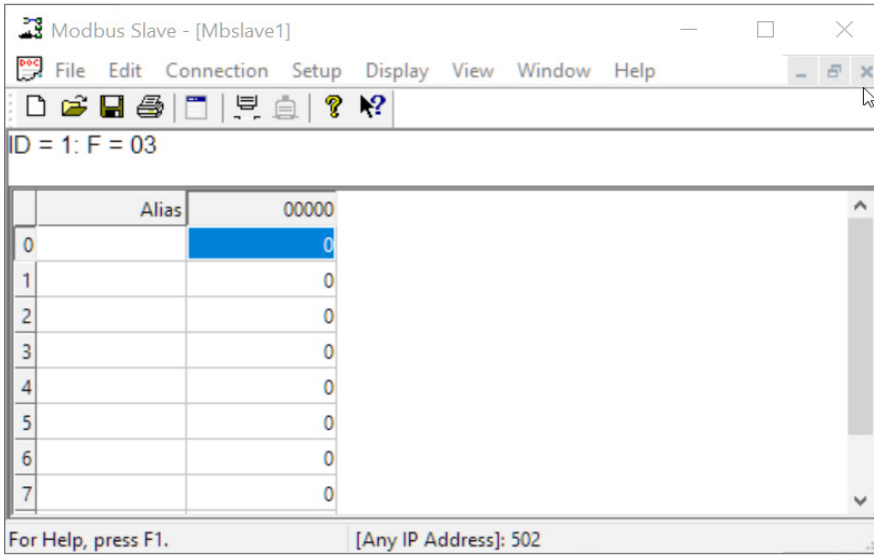 Modbus Slave - [Mbslave1]
DOC File Edit Connection Setup Display View Window Help
ID = 1: F = 03
Alias 00000
0 0
1 0
2 0
3 0
4 0
5 0
6 0
7 0
For Help, press F1. [Any IP Address]: 502